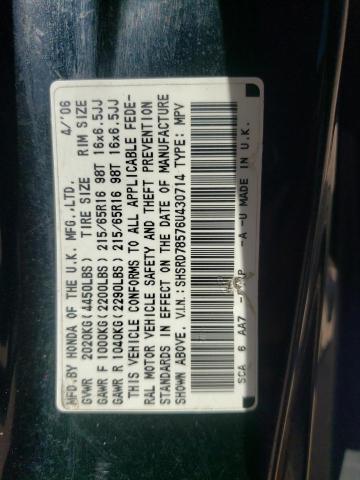 MFD.BY HONDA OF THE U.K. MFG.,LTD. 4/'06
GVWR 2020KG(4450LBS) TIRE SIZE RIM SIZE
GAWR F 1000KG(2200LBS) 215/65R16 98T 16x6.5JJ
GAWR R 1040KG(2290LBS) 215/65R16 98T 16x6.5JJ
THIS VEHICLE CONFORMS TO ALL APPLICABLE FEDE-
RAL MOTOR VEHICLE SAFETY AND THEFT PREVENTION
STANDARDS IN EFFECT ON THE DATE OF MANUFACTURE
SHOWN ABOVE. V.I.N.: SHSRD78576U430714 TYPE: MPV
SCA 6 AA7 -A -U MADE IN U.K.